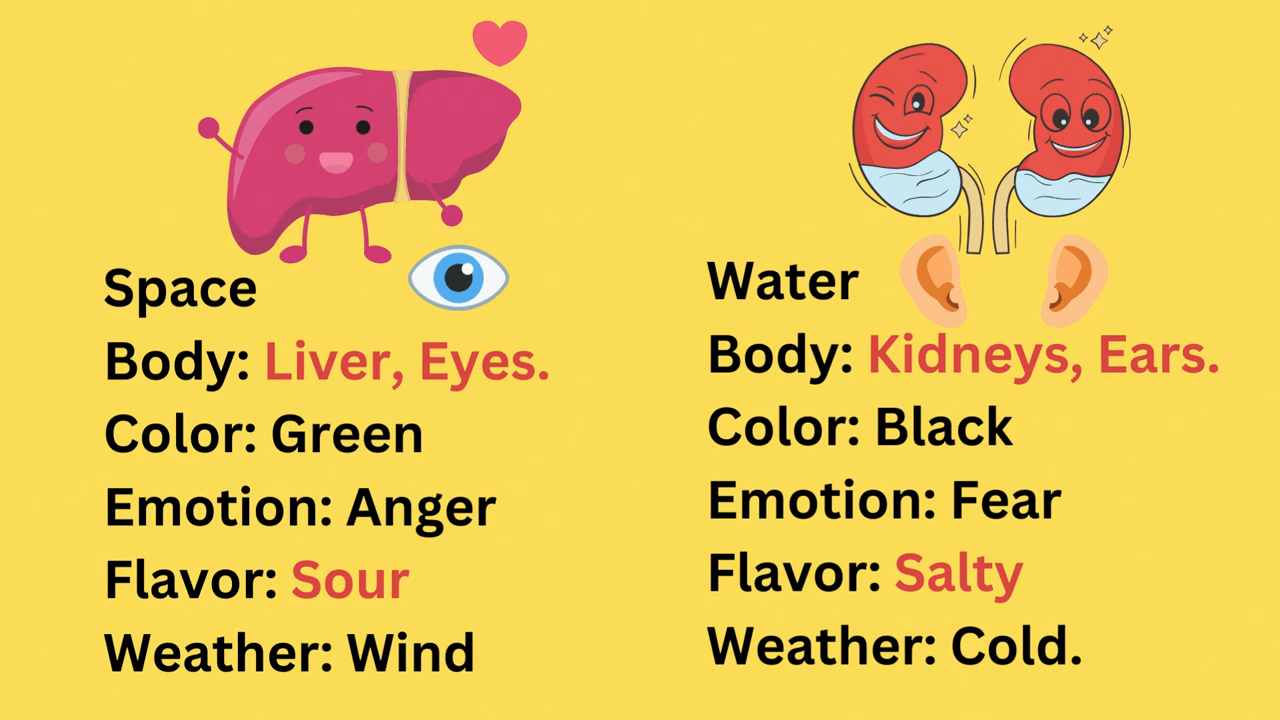 Space
Body: Liver, Eyes.
Color: Green
Emotion: Anger
Flavor: Sour
Weather: Wind
Water
Body: Kidneys, Ears.
Color: Black
Emotion: Fear
Flavor: Salty
Weather: Cold.